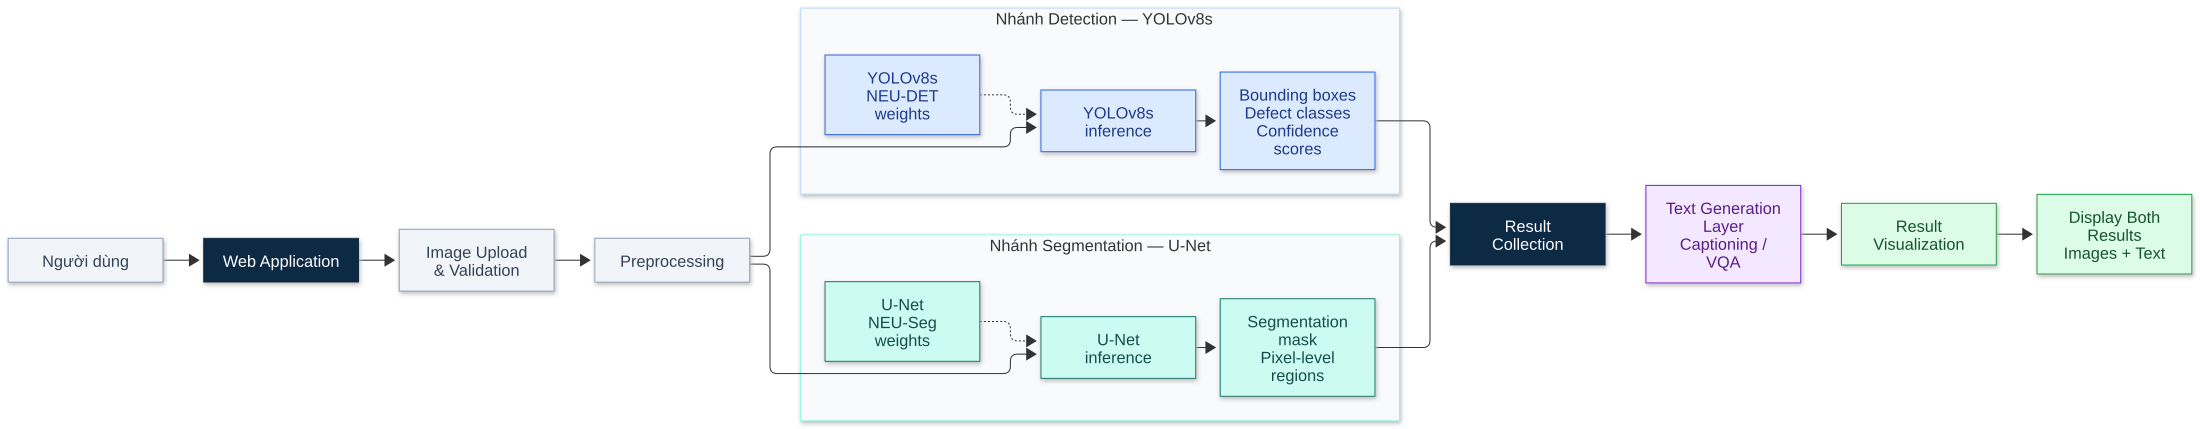 Người dùng
Web Application
Image Upload
& Validation
Preprocessing
Nhánh Detection — YOLOv8s
YOLOv8s
NEU-DET
weights
YOLOv8s
inference
Bounding boxes
Defect classes
Confidence
scores
Nhánh Segmentation — U-Net
U-Net
NEU-Seg
weights
U-Net
inference
Segmentation
mask
Pixel-level
regions
Result
Collection
Text Generation
Layer
Captioning /
VQA
Result
Visualization
Display Both
Results
Images + Text